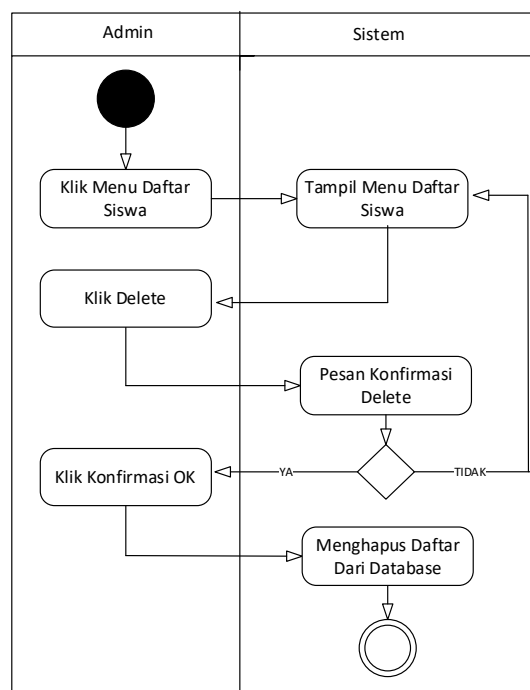 Admin
Sistem
Klik Menu Daftar
Siswa
Tampil Menu Daftar
Siswa
Klik Delete
Pesan Konfirmasi
Delete
Klik Konfirmasi OK
YA
TIDAK
Menghapus Daftar
Dari Database